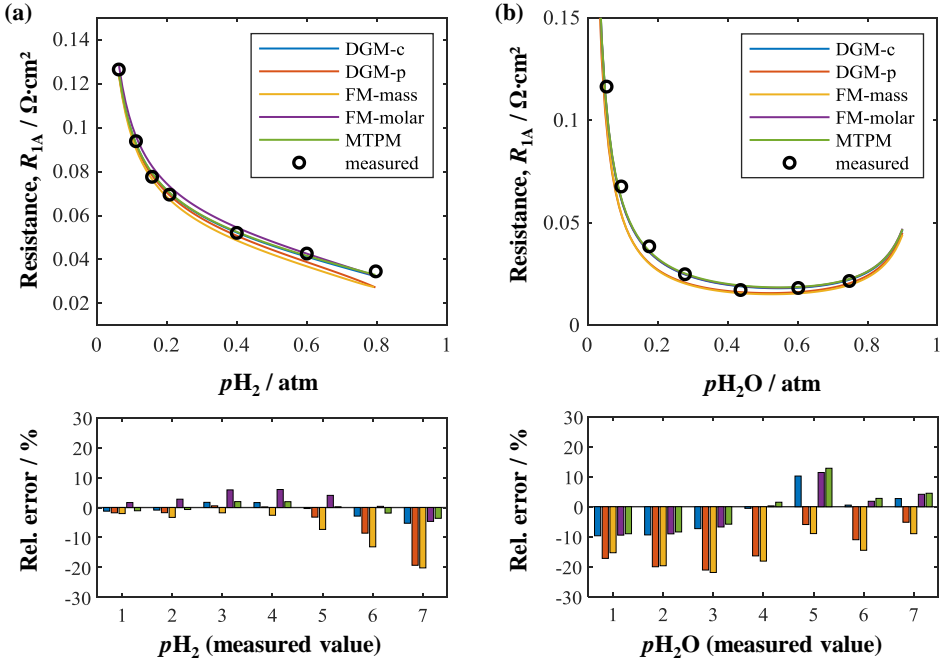 (a)
Resistance, R1A / Ω·cm²
0.14
0.12
0.1
0.08
0.06
0.04
0.02
0
0.2
0.4
0.6
0.8
1
pH₂ / atm
DGM-c
DGM-p
FM-mass
FM-molar
MTPM
measured
(b)
Resistance, R1A / Ω·cm²
0.15
0.1
0.05
0
0
0.2
0.4
0.6
0.8
1
pH₂O / atm
DGM-c
DGM-p
FM-mass
FM-molar
MTPM
measured
Rel. error / %
30
20
10
0
-10
-20
-30
1 2 3 4 5 6 7
pH₂ (measured value)
Rel. error / %
30
20
10
0
-10
-20
-30
1 2 3 4 5 6 7
pH₂O (measured value)